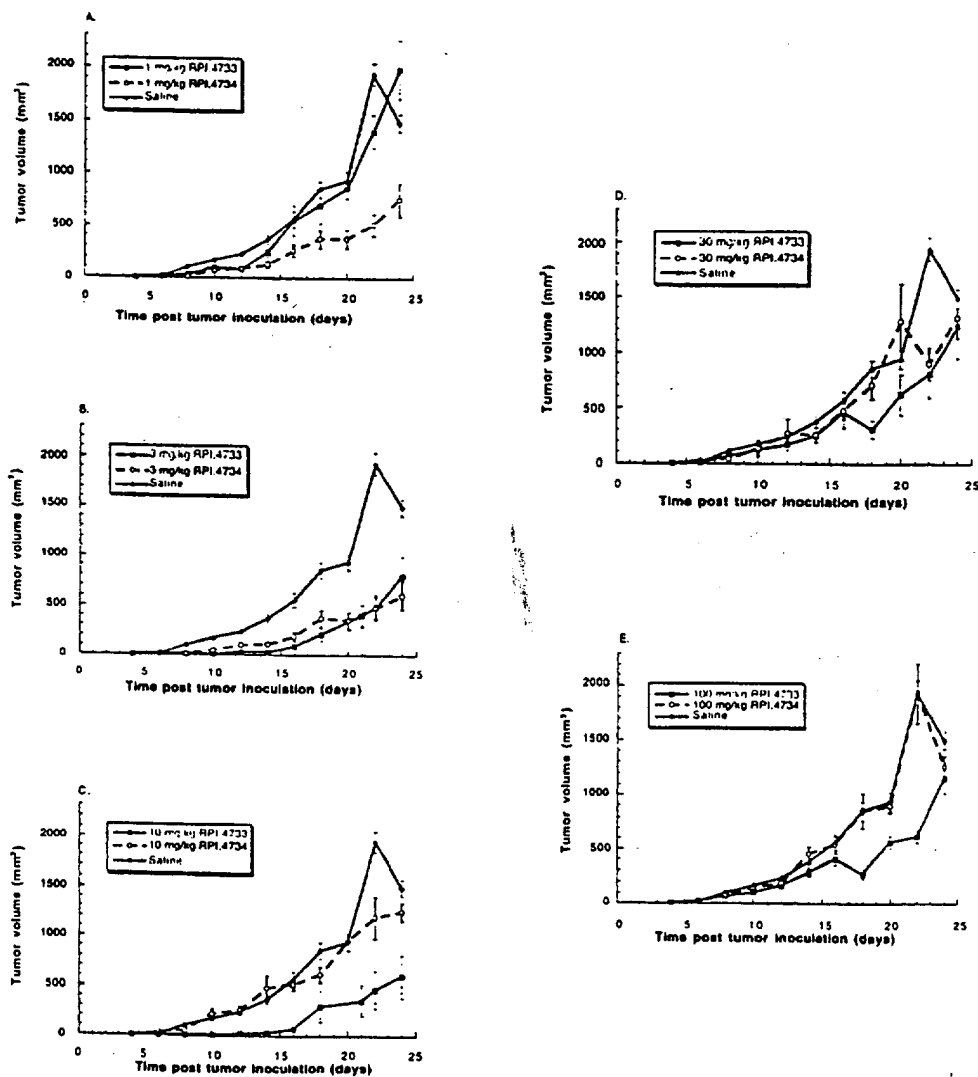 A.
Tumor volume (mm³)
2000
1500
1000
500
0
1 mg/kg RPI.4733
1 mg/kg RPI.4734
Saline
0 5 10 15 20 25
Time post tumor inoculation (days)
B.
Tumor volume (mm³)
2000
1500
1000
500
0
3 mg/kg RPI.4733
3 mg/kg RPI.4734
Saline
0 5 10 15 20 25
Time post tumor inoculation (days)
C.
Tumor volume (mm³)
2000
1500
1000
500
0
10 mg/kg RPI.4733
10 mg/kg RPI.4734
Saline
0 5 10 15 20 25
Time post tumor inoculation (days)
D.
Tumor volume (mm³)
2000
1500
1000
500
0
30 mg/kg RPI.4733
30 mg/kg RPI.4734
Saline
0 5 10 15 20 25
Time post tumor inoculation (days)
E.
Tumor volume (mm³)
2000
1500
1000
500
0
100 mg/kg RPI.4733
100 mg/kg RPI.4734
Saline
0 5 10 15 20 25
Time post tumor inoculation (days)